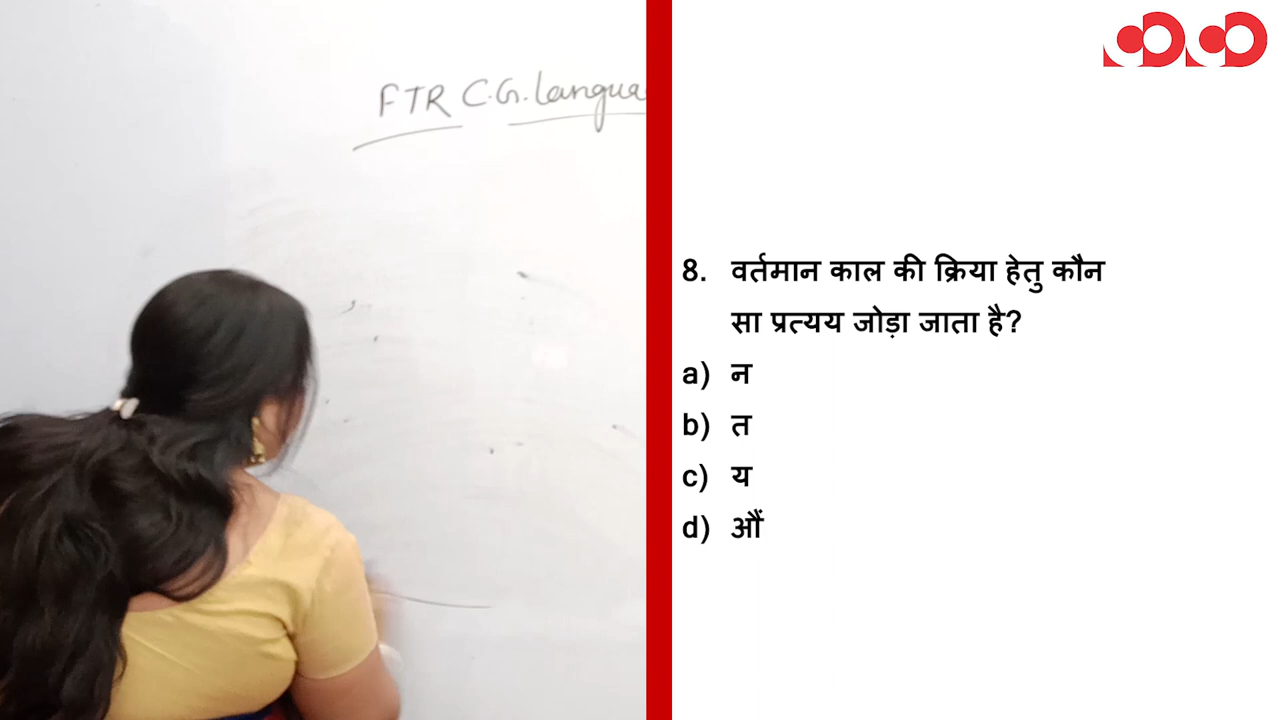 FTR C.G. langua
8. वर्तमान काल की क्रिया हेतु कौन
सा प्रत्यय जोड़ा जाता है?
a) न
b) त
c) य
d) औं